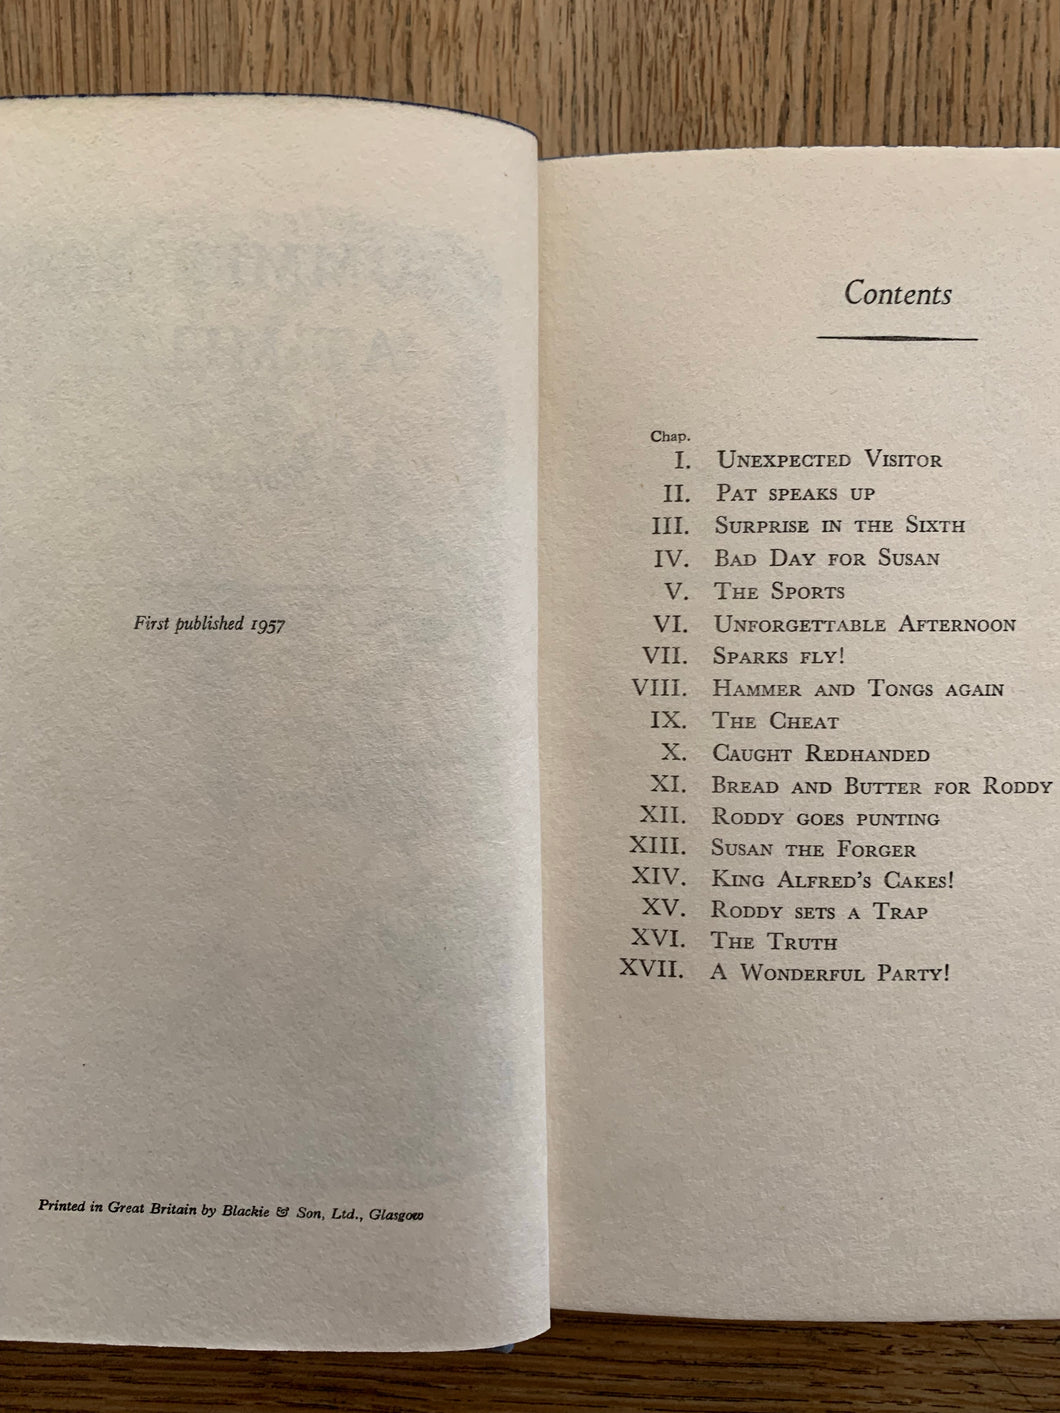 First published 1957
Printed in Great Britain by Blackie & Son, Ltd., Glasgow
Contents
Chap.
I. UNEXPECTED VISITOR
II. PAT SPEAKS UP
III. SURPRISE IN THE SIXTH
IV. BAD DAY FOR SUSAN
V. THE SPORTS
VI. UNFORGETTABLE AFTERNOON
VII. SPARKS FLY!
VIII. HAMMER AND TONGS AGAIN
IX. THE CHEAT
X. CAUGHT REDHANDED
XI. BREAD AND BUTTER FOR RODDY
XII. RODDY GOES PUNTING
XIII. SUSAN THE FORGER
XIV. KING ALFRED'S CAKES!
XV. RODDY SETS A TRAP
XVI. THE TRUTH
XVII. A WONDERFUL PARTY!